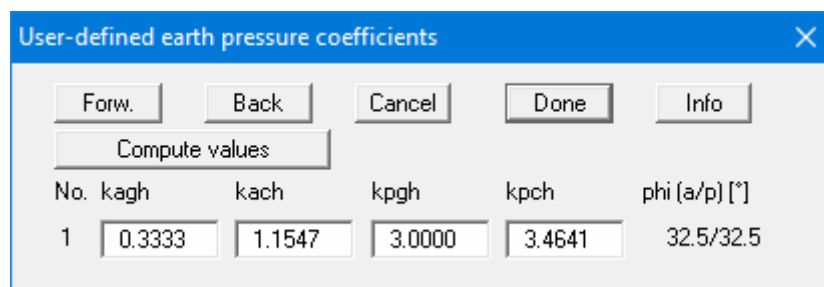 User-defined earth pressure coefficients
Forw. Back Cancel Done Info
Compute values
No. kagh kach kpgh kpch phi (a/p) [°]
1 0.3333 1.1547 3.0000 3.4641 32.5/32.5